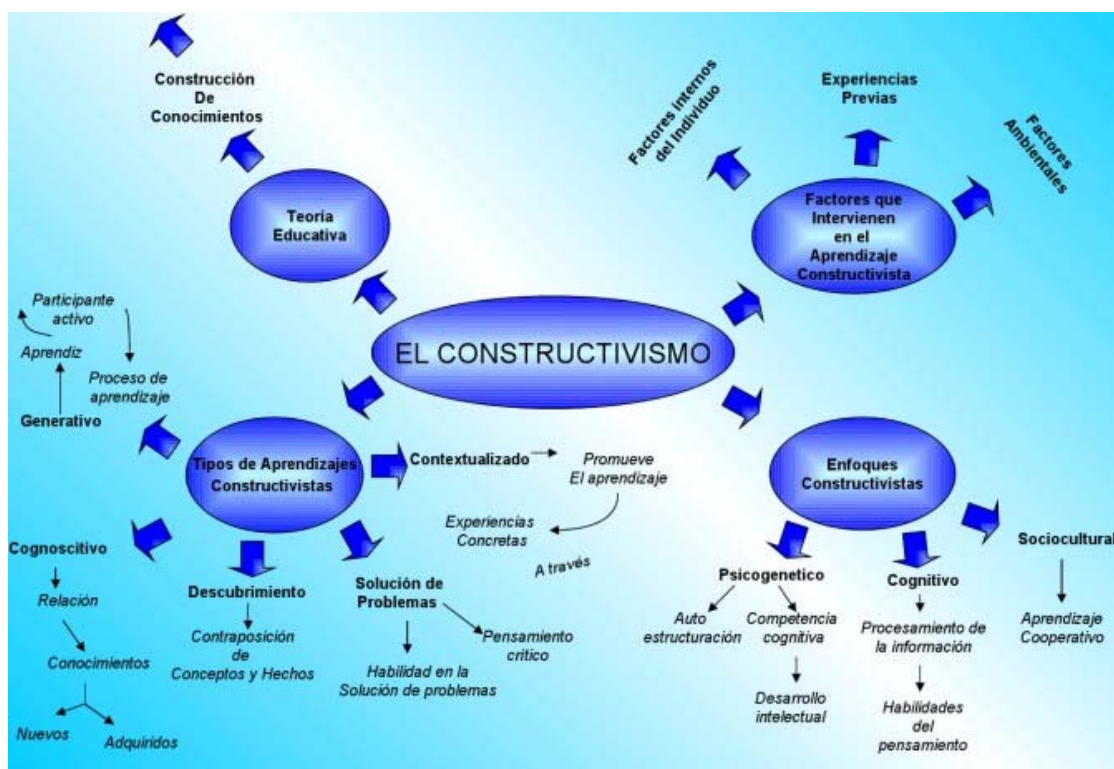 Construcción
De
Conocimientos
Teoría
Educativa
Factores internos
del Individuo
Experiencias
Previas
Factores
Ambientales
Factores que
Intervienen
en el
Aprendizaje
Constructivista
EL CONSTRUCTIVISMO
Participante
activo
Aprendiz
Proceso de
aprendizaje
Generativo
Tipos de Aprendizajes
Constructivistas
Contextualizado
Promueve
El aprendizaje
Experiencias
Concretas
A través
Enfoques
Constructivistas
Cognoscitivo
Relación
Conocimientos
Nuevos
Adquiridos
Descubrimiento
Contraposición
de
Conceptos y Hechos
Solución de
Problemas
Pensamiento
critico
Habilidad en la
Solución de problemas
Psicogenetico
Auto
estructuración
Competencia
cognitiva
Desarrollo
intelectual
Cognitivo
Procesamiento de
la información
Habilidades
del
pensamiento
Sociocultural
Aprendizaje
Cooperativo